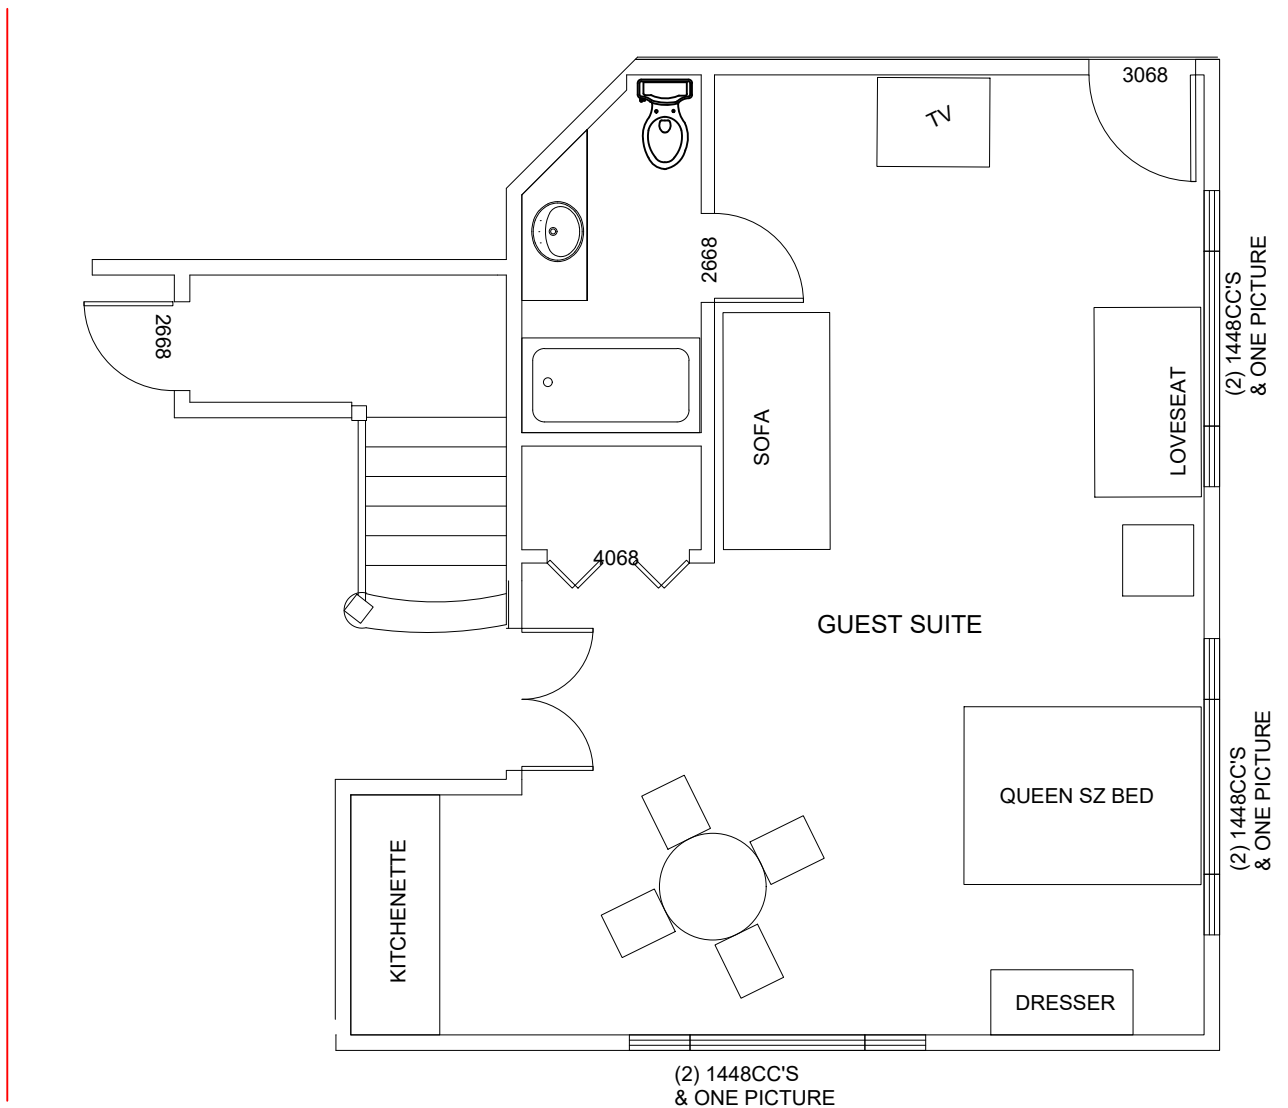 3068
TV
2668
(2) 1448CC'S
& ONE PICTURE
2668
LOVESEAT
SOFA
4068
GUEST SUITE
QUEEN SZ BED
(2) 1448CC'S
& ONE PICTURE
KITCHENETTE
DRESSER
(2) 1448CC'S
& ONE PICTURE